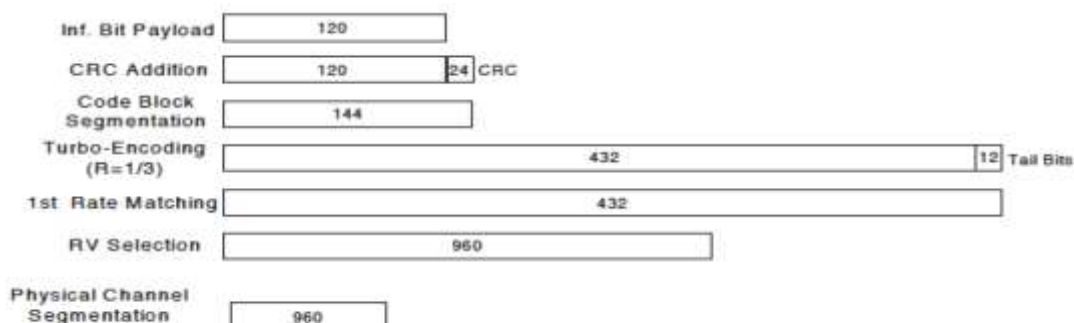 Inf. Bit Payload 120
CRC Addition 120 24 CRC
Code Block
Segmentation 144
Turbo-Encoding
(R=1/3) 432 12 Tail Bits
1st Rate Matching 432
RV Selection 960
Physical Channel
Segmentation 960